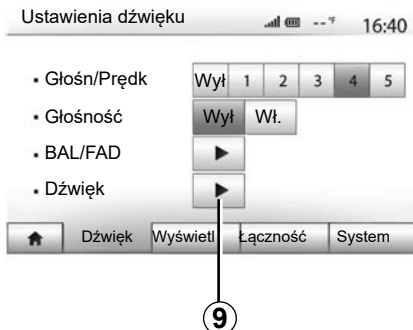 Ustawienia dźwięku -- °F 16:40
• Głośn/Prędk Wył 1 2 3 4 5
• Głośność Wył Wł.
• BAL/FAD
• Dźwięk
Dźwięk Wyświetl Łączność System
9